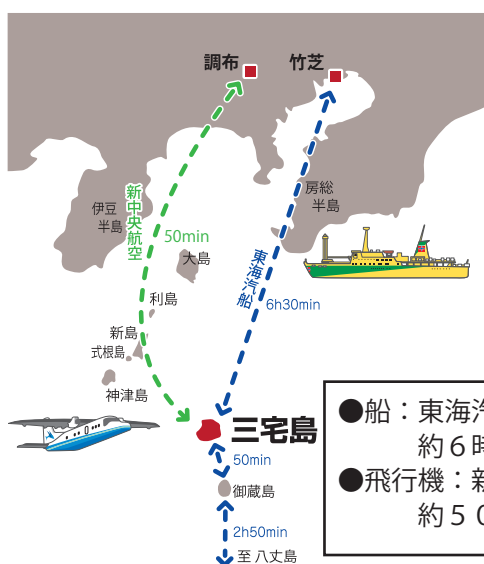 調布
竹芝
新中央航空
50min
伊豆
半島
房総
半島
東海汽船
6h30min
大島
利島
新島
式根島
神津島
三宅島
50min
御蔵島
2h50min
至 八丈島
●船：東海汽
約６時
●飛行機：新
約５０